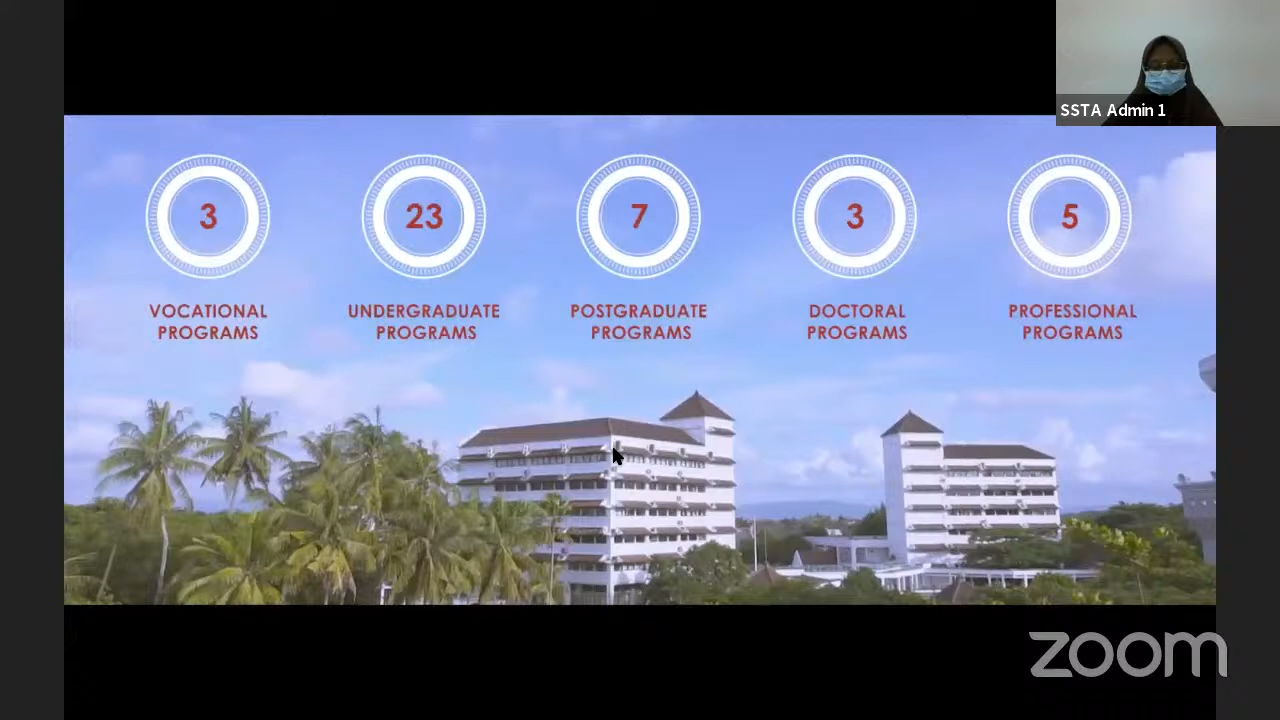 SSTA Admin 1
3
23
7
3
5
VOCATIONAL
PROGRAMS
UNDERGRADUATE
PROGRAMS
POSTGRADUATE
PROGRAMS
DOCTORAL
PROGRAMS
PROFESSIONAL
PROGRAMS
zoom